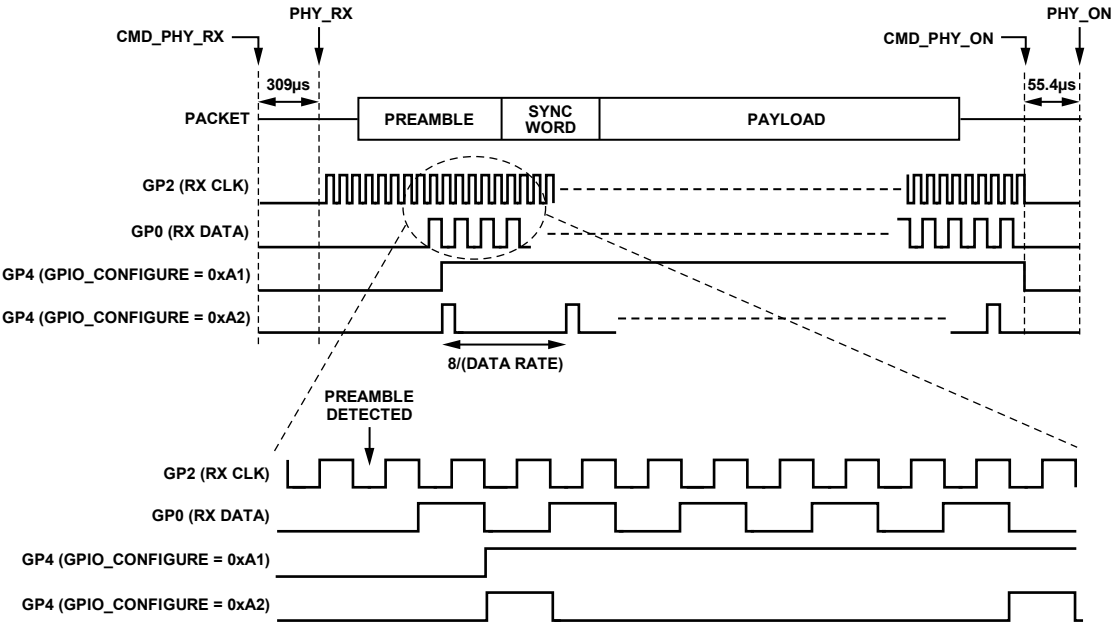 PHY_RX
PHY_ON
CMD_PHY_RX
CMD_PHY_ON
309µs
55.4µs
PACKET
PREAMBLE
SYNC
WORD
PAYLOAD
GP2 (RX CLK)
GP0 (RX DATA)
GP4 (GPIO_CONFIGURE = 0xA1)
GP4 (GPIO_CONFIGURE = 0xA2)
8/(DATA RATE)
PREAMBLE
DETECTED
GP2 (RX CLK)
GP0 (RX DATA)
GP4 (GPIO_CONFIGURE = 0xA1)
GP4 (GPIO_CONFIGURE = 0xA2)